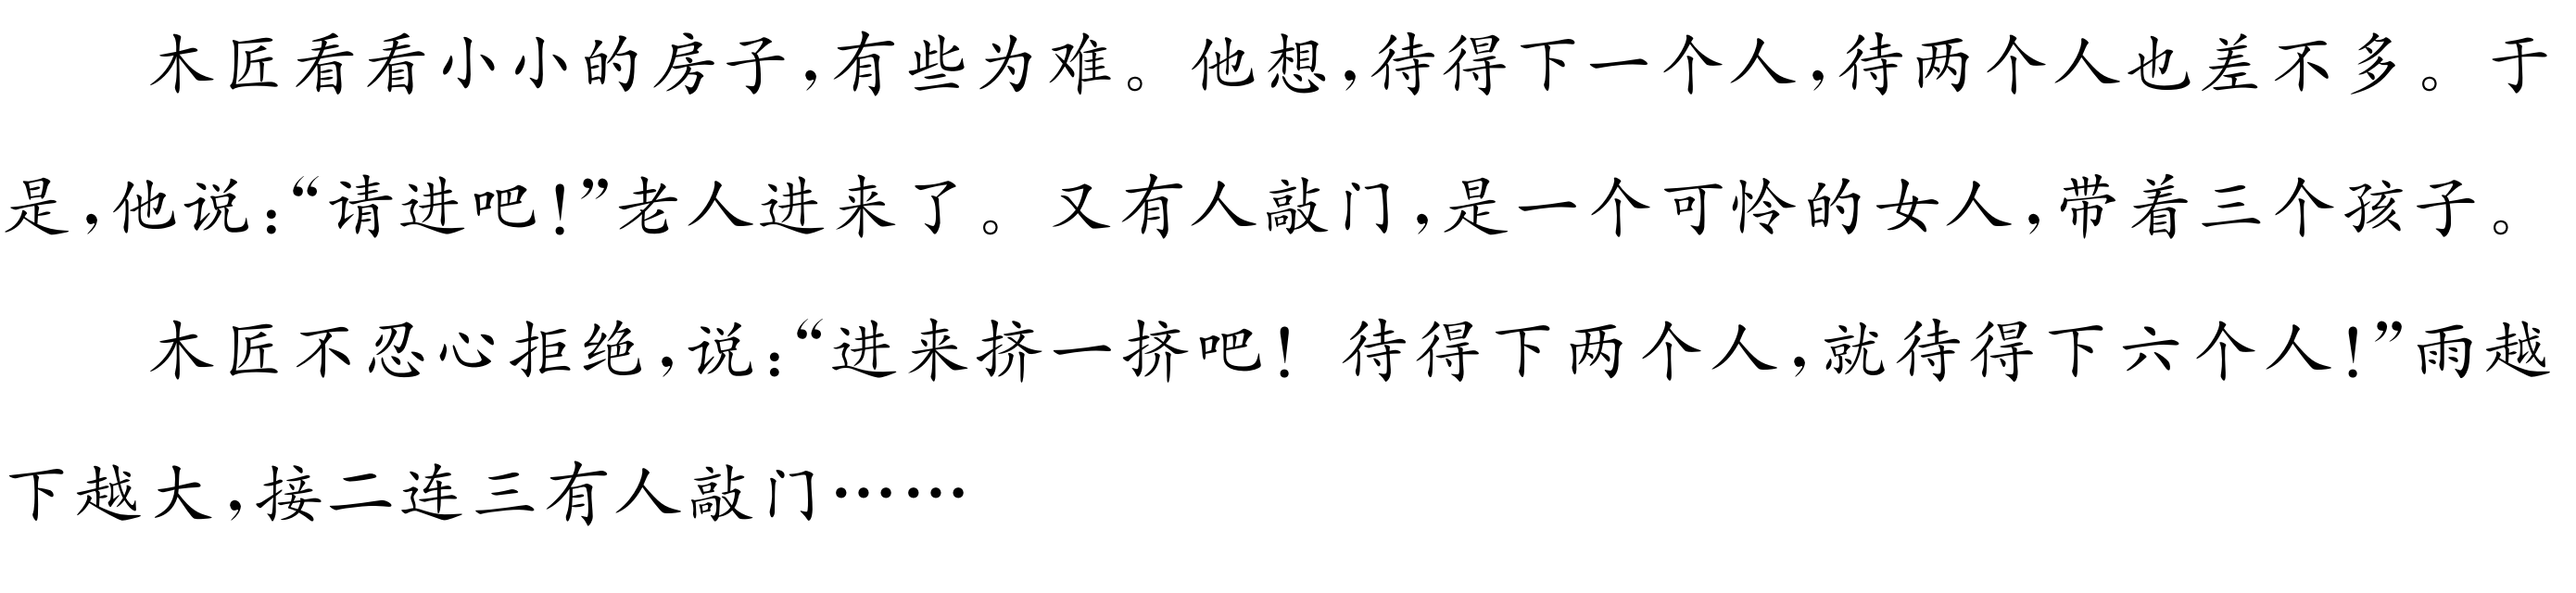 木匠看看小小的房子,有些为难。他想,待得下一个人,待两个人也差不多。于
是,他说:“请进吧!”老人进来了。又有人敲门,是一个可怜的女人,带着三个孩子。
木匠不忍心拒绝,说:“进来挤一挤吧! 待得下两个人,就待得下六个人!”雨越
下越大,接二连三有人敲门……